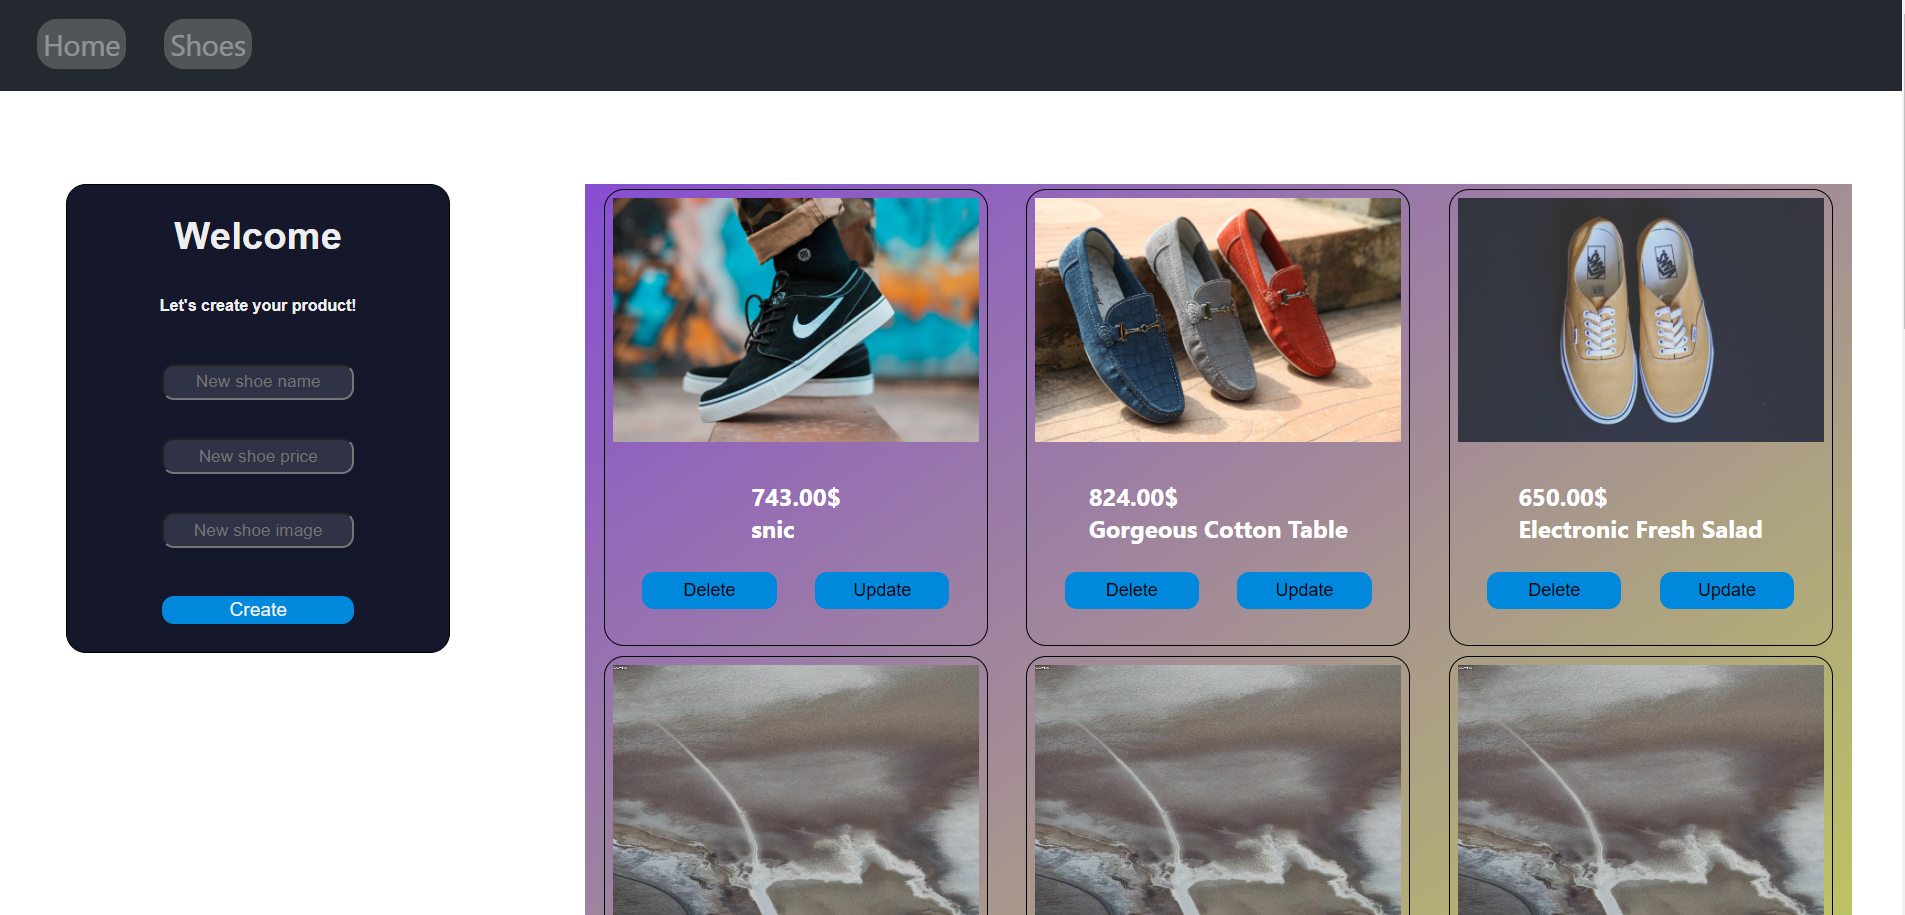 Home
Shoes
Welcome
Let's create your product!
New shoe name
New shoe price
New shoe image
Create
743.00$
snic
Delete
Update
824.00$
Gorgeous Cotton Table
Delete
Update
650.00$
Electronic Fresh Salad
Delete
Update